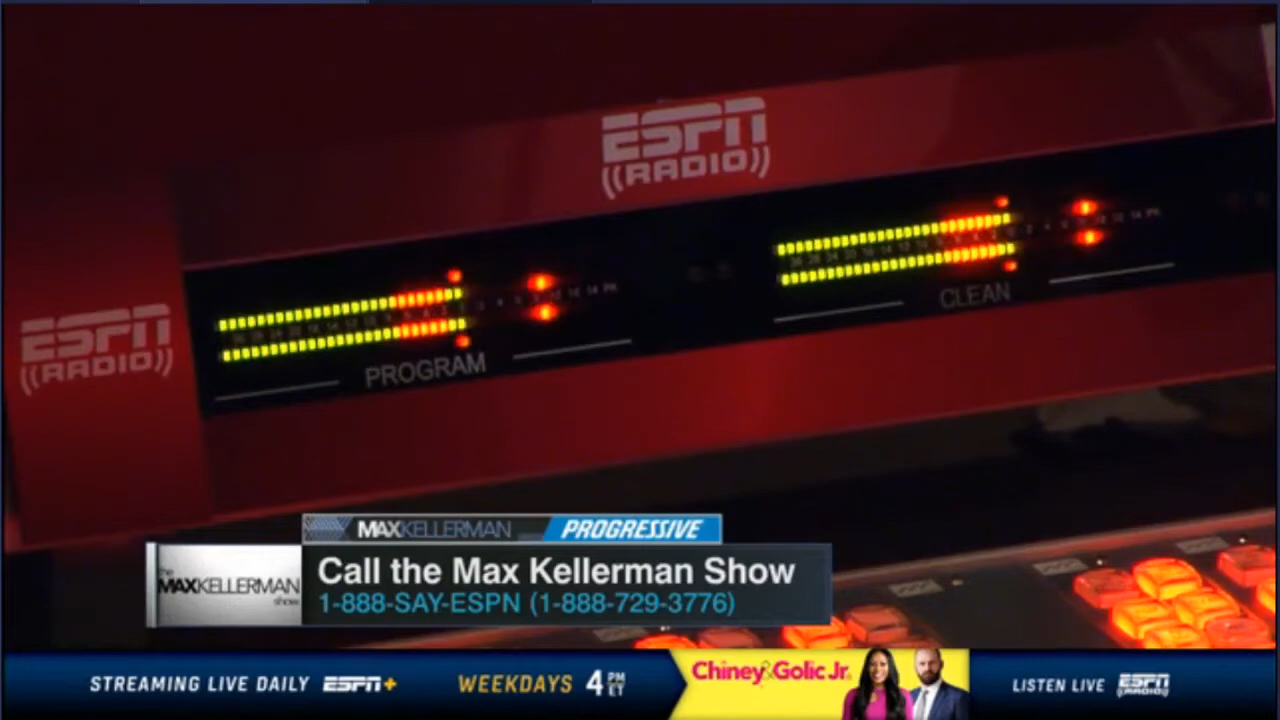 ESPN
((RADIO))
ESPN
((RADIO))
PROGRAM
CLEAN
MAXKELLERMAN PROGRESSIVE
the
MAXKELLERMAN
show
Call the Max Kellerman Show
1-888-SAY-ESPN (1-888-729-3776)
STREAMING LIVE DAILY ESPN+ WEEKDAYS 4 PM ET Chiney & Golic Jr. LISTEN LIVE ESPN RADIO